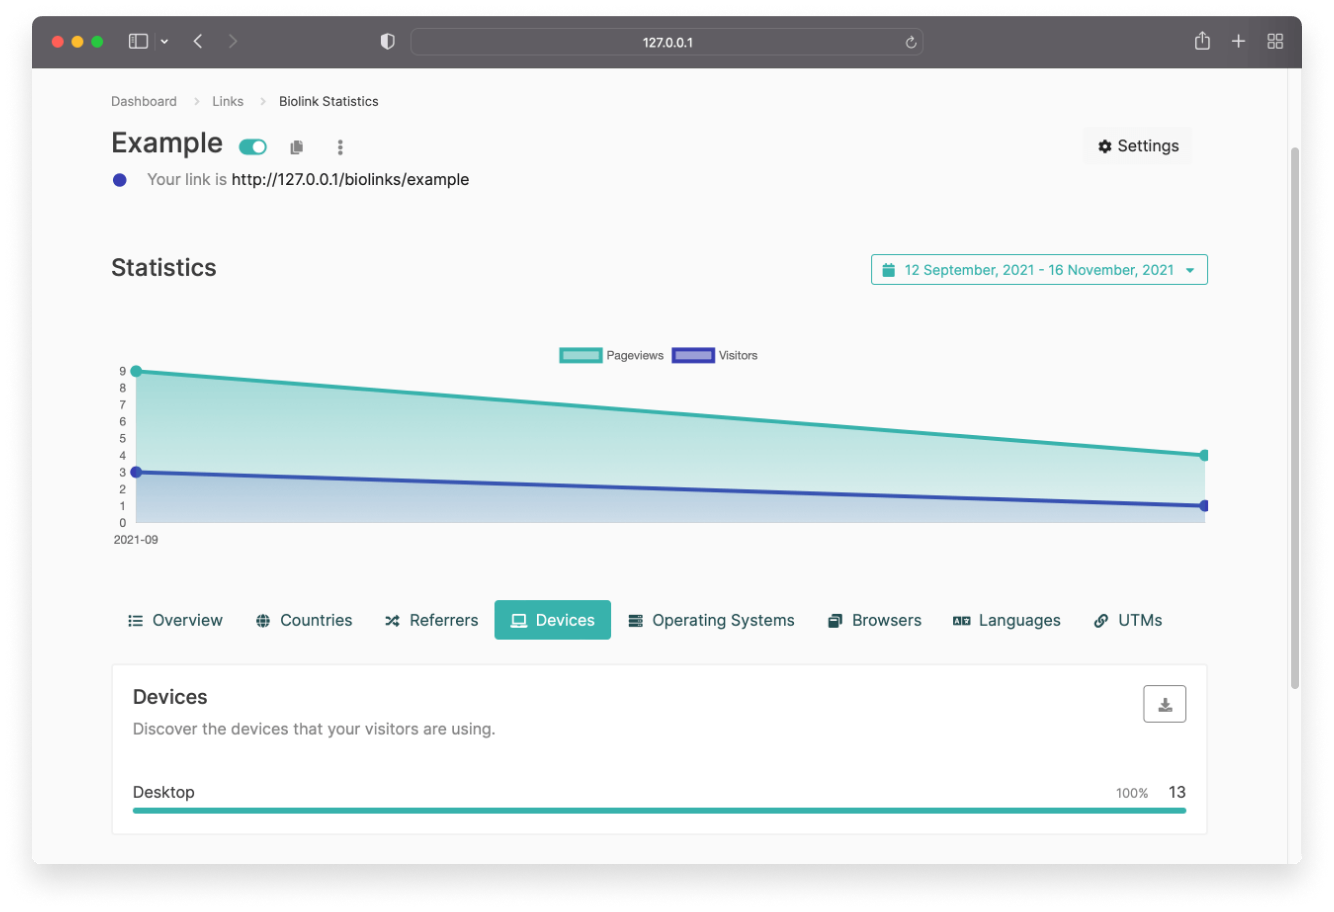 127.0.0.1
Dashboard Links Biolink Statistics
Example
Settings
Your link is http://127.0.0.1/biolinks/example
Statistics
12 September, 2021 - 16 November, 2021
Pageviews Visitors
9
8
7
6
5
4
3
2
1
0
2021-09
Overview Countries Referrers Devices Operating Systems Browsers Languages UTMs
Devices
Discover the devices that your visitors are using.
Desktop 100% 13